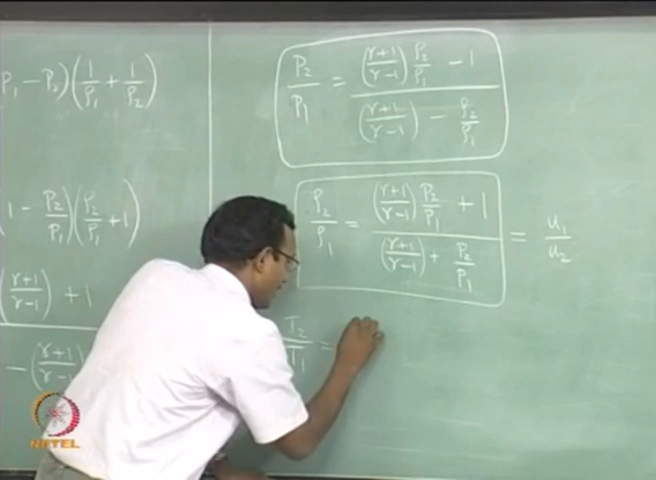 P₁ − P₂)(1/ρ₁ + 1/ρ₂)
1 − P₂/P₁)(ρ₂/ρ₁ + 1)
(γ+1/γ−1) + 1
− (γ+1/γ−1)
P₂/P₁ = ((γ+1/γ−1) ρ₂/ρ₁ − 1)/((γ+1/γ−1) − ρ₂/ρ₁)
ρ₂/ρ₁ = ((γ+1/γ−1) P₂/P₁ + 1)/((γ+1/γ−1) + P₂/P₁) = u₁/u₂
T₂/T₁ =
NPTEL